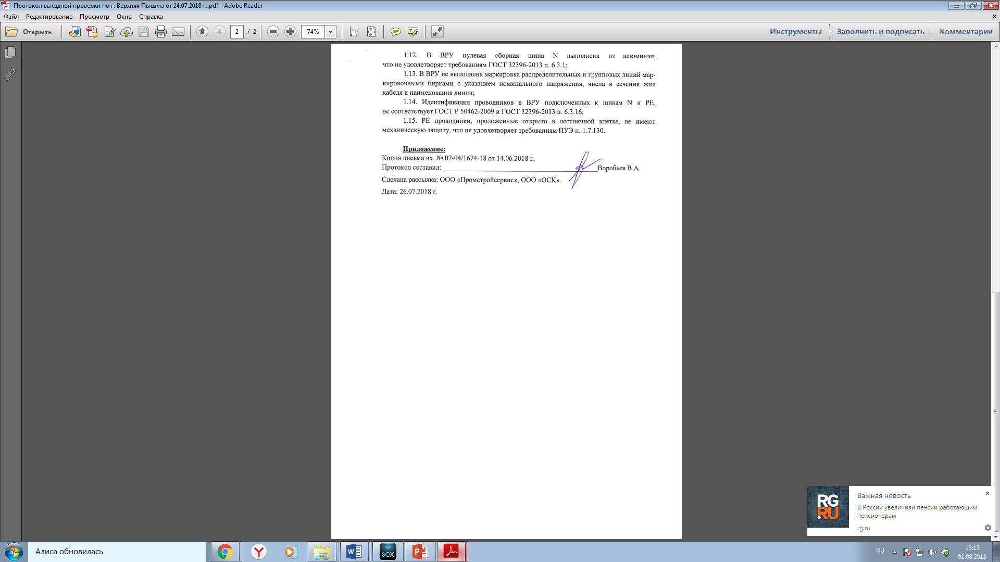 Протокол выездной проверки по г. Верхняя Пышма от 24.07.2018 г..pdf - Adobe Reader
Файл Редактирование Просмотр Окно Справка
Открыть 2 / 2 74% Инструменты Заполнить и подписать Комментарии
1.12. В ВРУ нулевая сборная шина N выполнена из алюминия,
что не удовлетворяет требованиям ГОСТ 32396-2013 п. 6.3.1;
1.13. В ВРУ не выполнена маркировка распределительных и групповых линий мар-
кировочными бирками с указанием номинального напряжения, числа и сечения жил
кабеля и наименования линии;
1.14. Идентификация проводников в ВРУ подключенных к шинам N и PE,
не соответствует ГОСТ Р 50462-2009 и ГОСТ 32396-2013 п. 6.3.16;
1.15. РЕ проводники, проложенные открыто в лестничной клетке, не имеют
механическую защиту, что не удовлетворяет требованиям ПУЭ п. 1.7.130.
Приложение:
Копия письма вх. № 02-04/1674-18 от 14.06.2018 г.
Протокол составил: Воробьев В.А.
Сделана рассылка: ООО «Промстройсервис», ООО «ОСК».
Дата: 26.07.2018 г.
RG
.RU
Важная новость
В России увеличили пенсии работающим
пенсионерам
rg.ru
Алиса обновилась
3CX
RU
13:15
01.08.2018